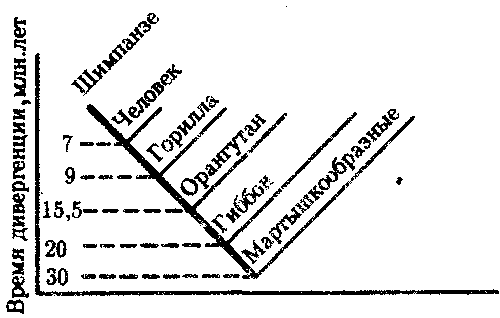 Время дивергенции, млн. лет
Шимпанзе
Человек
Горилла
Орангутан
Гиббон
Мартышкообразные
7
9
15,5
20
30